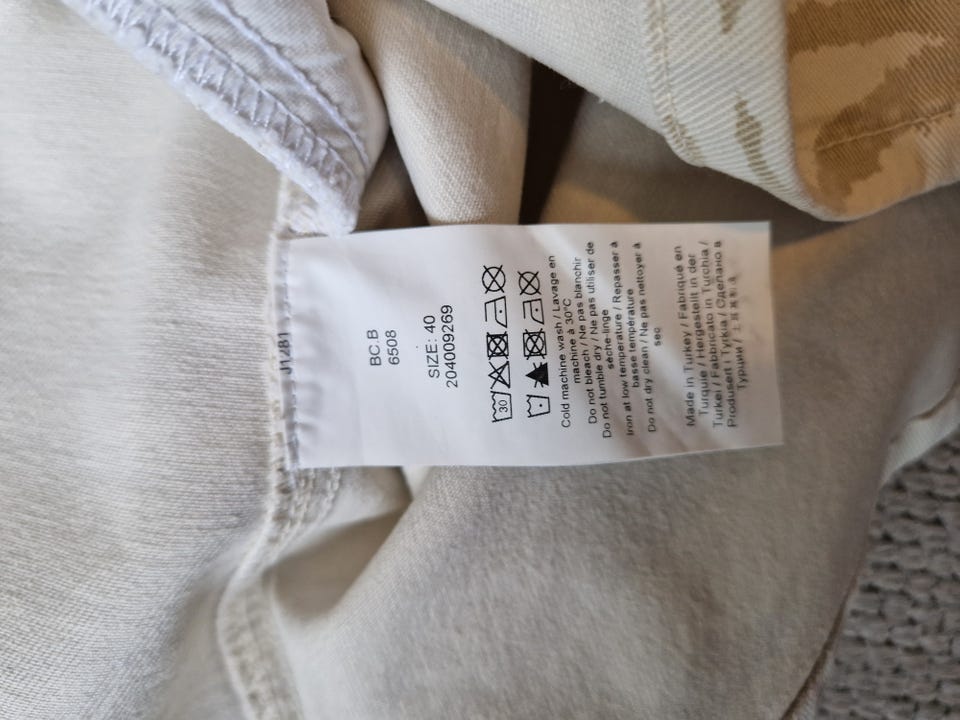 BC.B
6508
SIZE: 40
204009269
30
Cold machine wash / Lavage en
machine à 30°C
Do not bleach / Ne pas blanchir
Do not tumble dry / Ne pas utiliser de
sèche-linge
Iron at low temperature / Repasser à
basse température
Do not dry clean / Ne pas nettoyer à
sec
Made in Turkey / Fabriqué en
Turquie / Hergestellt in der
Turkei / Fabbricato in Turchia /
Produsert i Tyrkia / Сделано в
Турции /